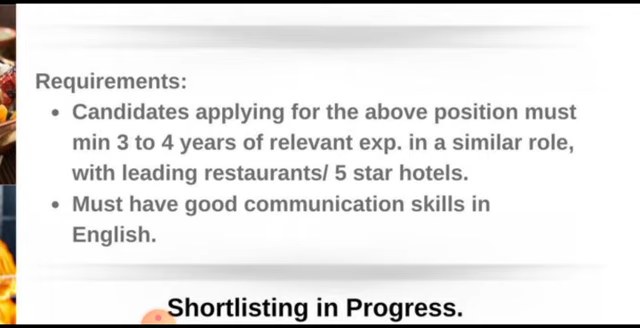 Requirements:
• Candidates applying for the above position must
min 3 to 4 years of relevant exp. in a similar role,
with leading restaurants/ 5 star hotels.
• Must have good communication skills in
English.
Shortlisting in Progress.